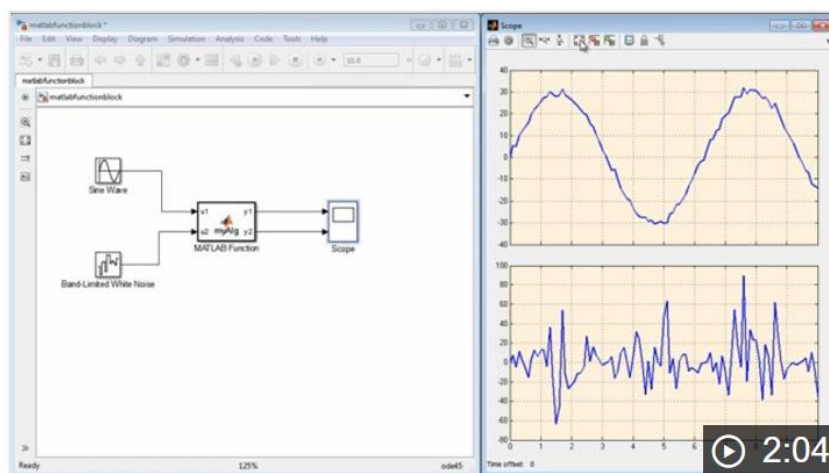 matlabfunctionblock *
File Edit View Display Diagram Simulation Analysis Code Tools Help
10.0
matlabfunctionblock
matlabfunctionblock
Sine Wave
u1 y1
u2 y2
myAlg
MATLAB Function
Scope
Band-Limited White Noise
Ready 125% ode45
Scope
40
30
20
10
0
-10
-20
-30
-40
100
80
60
40
20
0
-20
-40
-60
-80
0 1 2 3 4 5 6
Time offset: 0
2:04